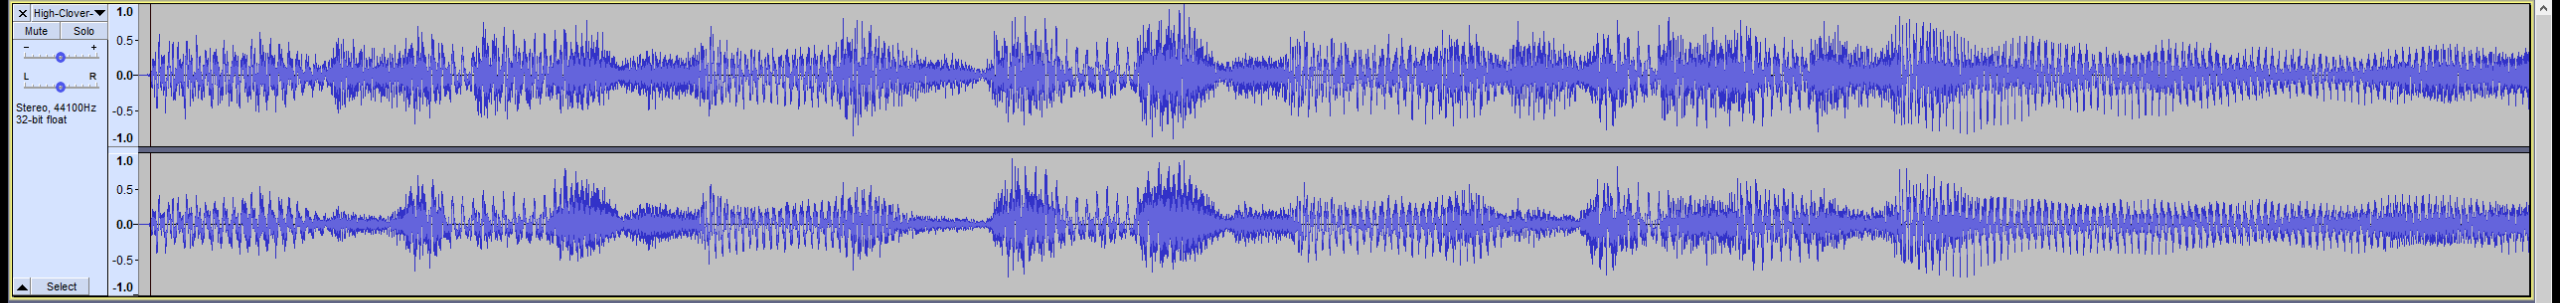 X High-Clover-
Mute Solo
- +
L R
Stereo, 44100Hz
32-bit float
Select
1.0
0.5-
0.0-
-0.5-
-1.0
1.0
0.5-
0.0-
-0.5-
-1.0